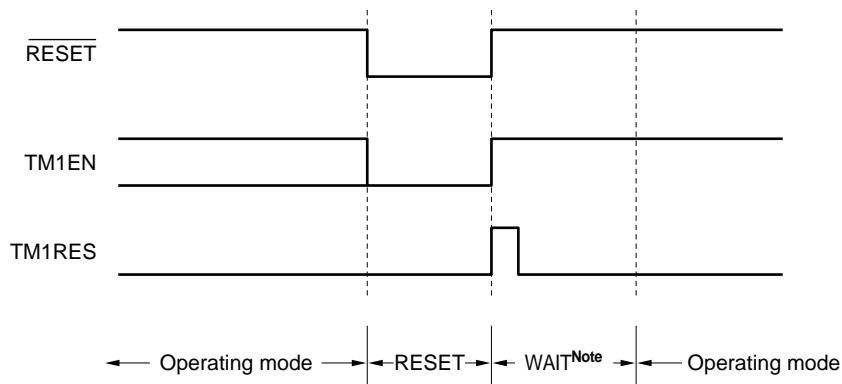 RESET
TM1EN
TM1RES
Operating mode RESET WAITNote Operating mode